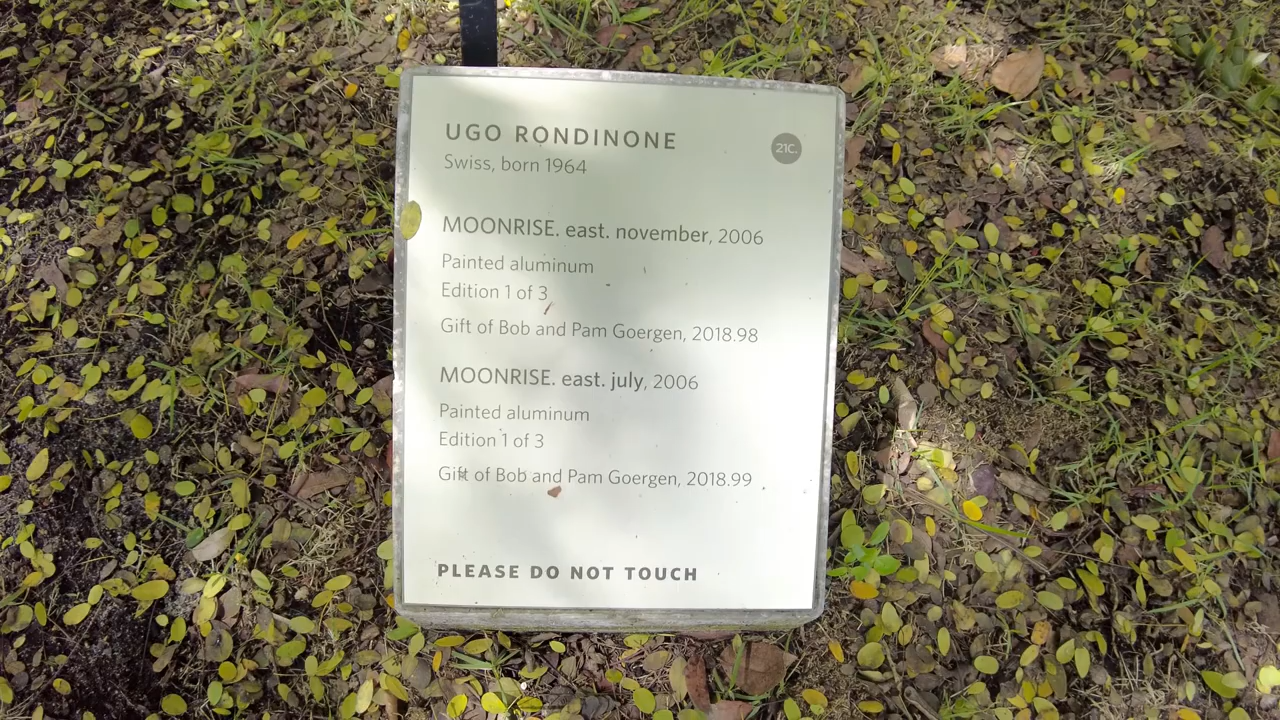 UGO RONDINONE
21C.
Swiss, born 1964
MOONRISE. east. november, 2006
Painted aluminum
Edition 1 of 3
Gift of Bob and Pam Goergen, 2018.98
MOONRISE. east. july, 2006
Painted aluminum
Edition 1 of 3
Gift of Bob and Pam Goergen, 2018.99
PLEASE DO NOT TOUCH